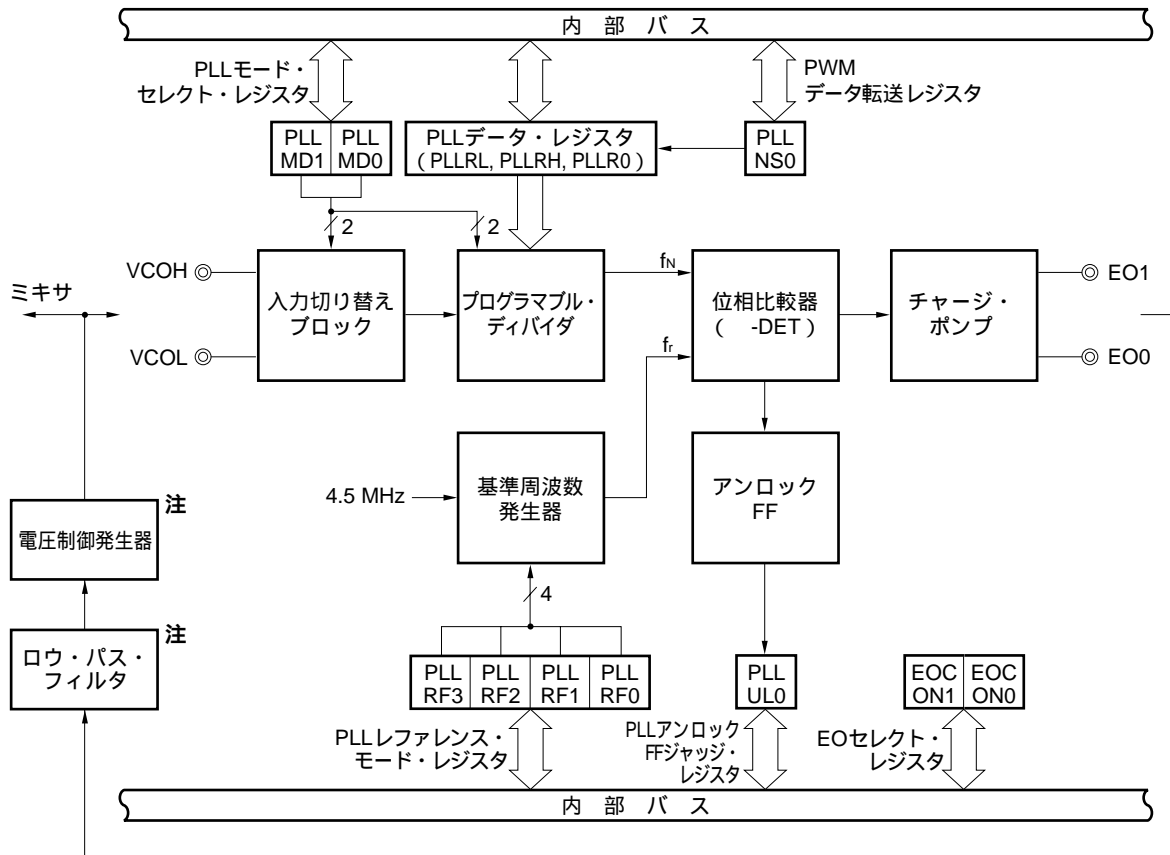 内部バス
PLLモード・
セレクト・レジスタ
PWM
データ転送レジスタ
PLL
MD1
PLL
MD0
PLLデータ・レジスタ
(PLLRL, PLLRH, PLLR0)
PLL
NS0
2
2
VCOH
VCOL
ミキサ
入力切り替え
ブロック
プログラマブル・
ディバイダ
fN
fr
位相比較器
( -DET)
チャージ・
ポンプ
EO1
EO0
4.5 MHz
基準周波数
発生器
アンロック
FF
注
電圧制御発生器
注
ロウ・パス・
フィルタ
4
PLL
RF3
PLL
RF2
PLL
RF1
PLL
RF0
PLL
UL0
EOC
ON1
EOC
ON0
PLLレファレンス・
モード・レジスタ
PLLアンロック
FFジャッジ・
レジスタ
EOセレクト・
レジスタ
内部バス